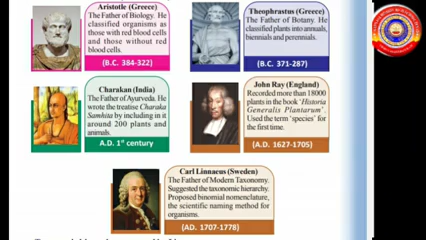 Aristotle (Greece)
The Father of Biology. He
classified organisms as
those with red blood cells
and those without red
blood cells.
(B.C. 384-322)
Theophrastus (Greece)
The Father of Botany. He
classified plants into annuals,
biennials and perennials.
(B.C. 371-287)
Charakan (India)
The Father of Ayurveda. He
wrote the treatise Charaka
Samhita by including in it
around 200 plants and
animals.
A.D. 1st century
John Ray (England)
Recorded more than 18000
plants in the book ‘Historia
Generalis Plantarum’.
Used the term ‘species’ for
the first time.
(A.D. 1627-1705)
Carl Linnaeus (Sweden)
The Father of Modern Taxonomy.
Suggested the taxonomic hierarchy.
Proposed binomial nomenclature,
the scientific naming method for
organisms.
(AD. 1707-1778)